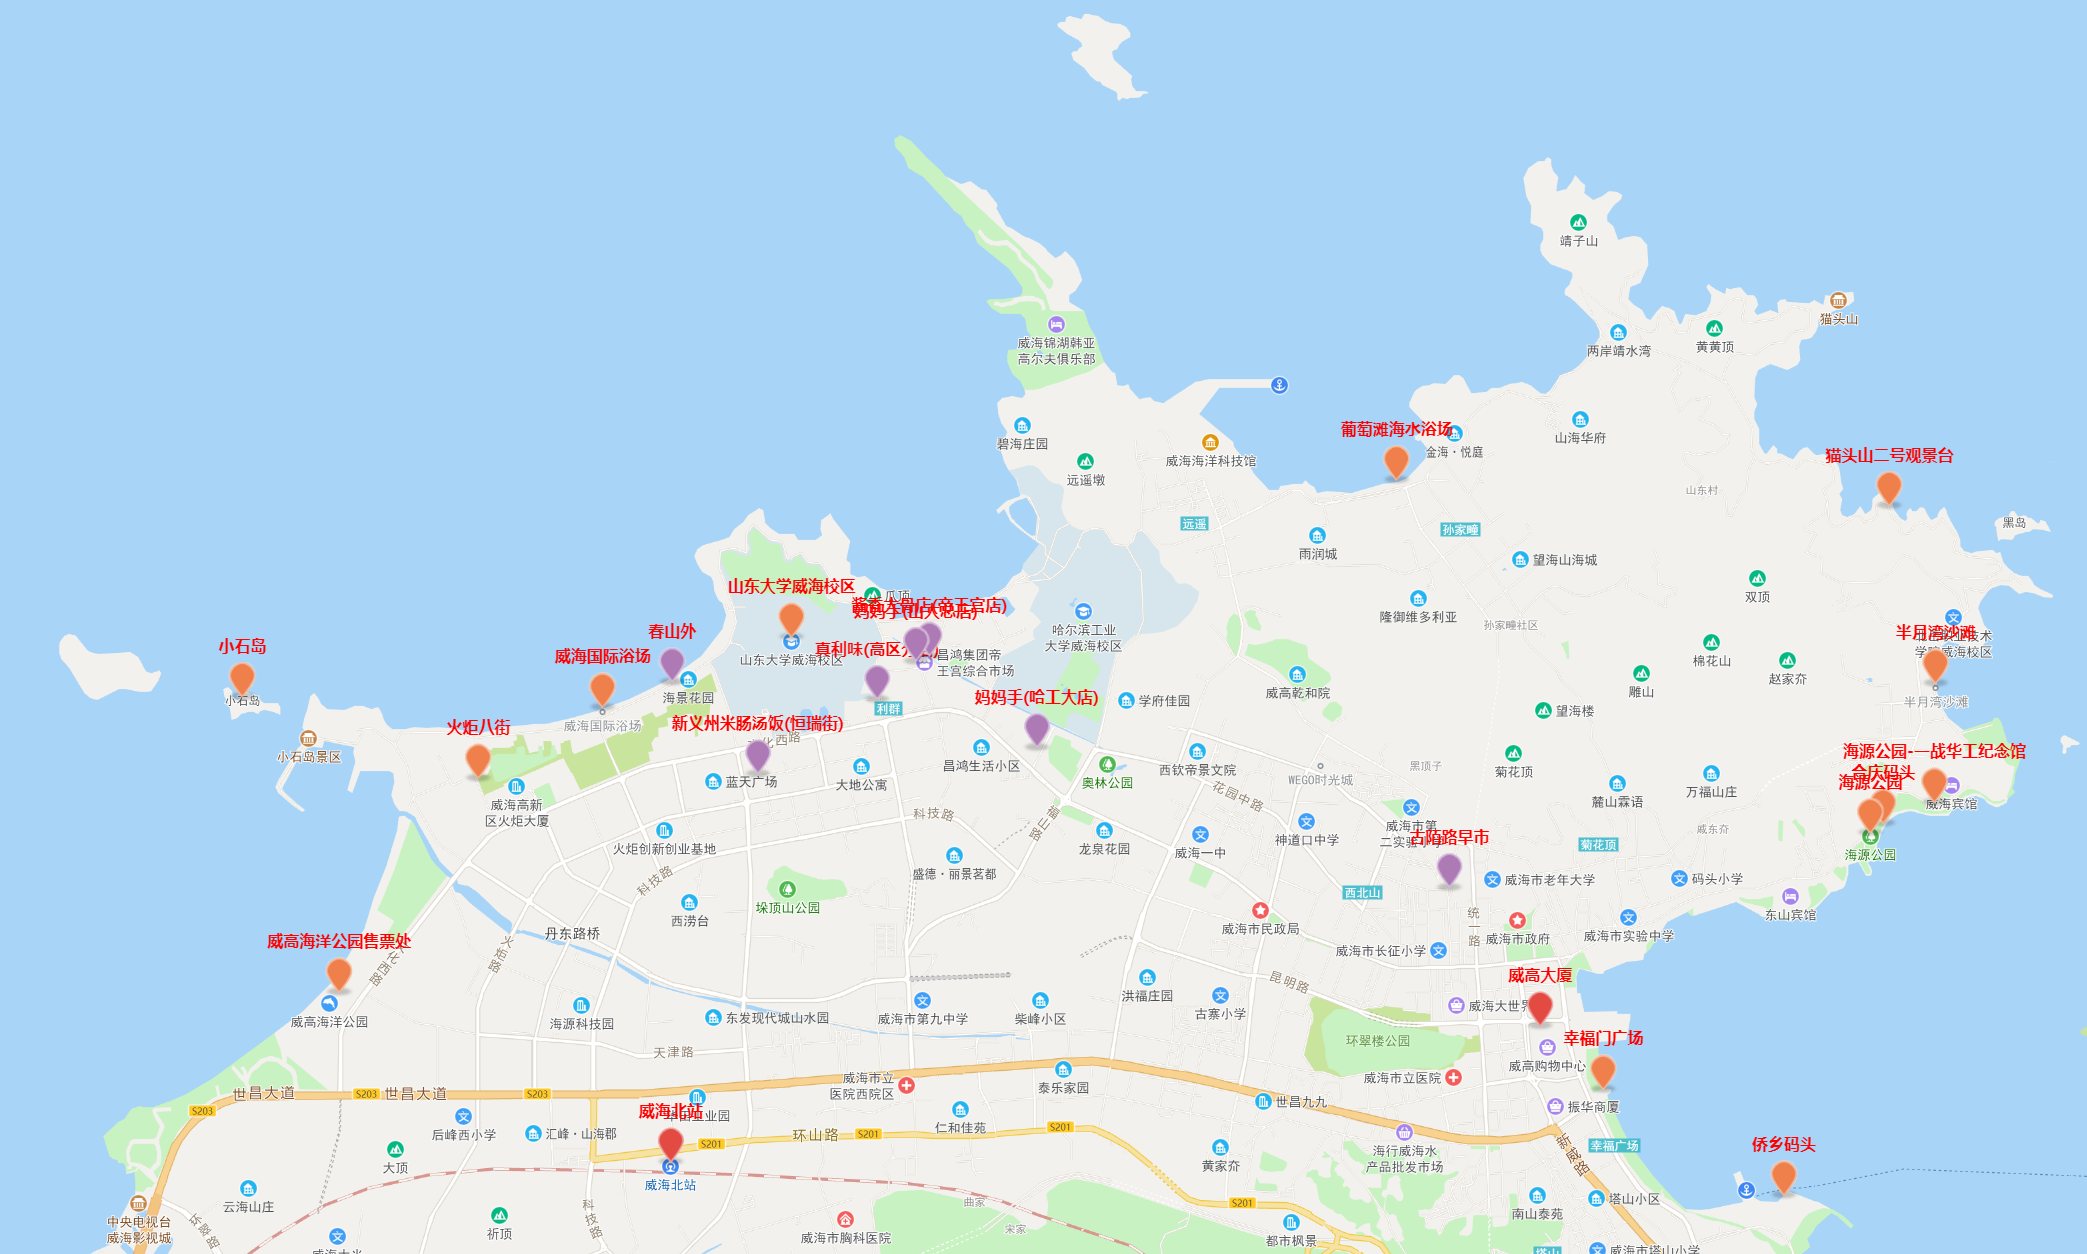 靖子山
猫头山
两岸靖水湾
黄黄顶
威海锦湖韩亚
高尔夫俱乐部
山海华府
葡萄滩海水浴场
金海·悦庭
碧海庄园
威海海洋科技馆
猫头山二号观景台
远遥墩
山东村
远遥
孙家疃
黑岛
雨润城
望海山海城
双顶
山东大学威海校区
瓜顶
妈妈手(山大总店)
隆御维多利亚
孙家疃社区
哈尔滨工业
大学威海校区
小石岛
春山外
半月湾沙滩
学院威海校区
威海国际浴场
山东大学威海校区
真利味(高区
昌鸿集团帝
王宫综合市场
棉花山
赵家夼
小石岛
海景花园
威高乾和院
雕山
妈妈手(哈工大店)
学府佳园
半月湾沙滩
利群
望海楼
火炬八街
威海国际浴场
新义州米肠汤饭(恒瑞街)
化西路
小石岛景区
海源公园-一战华工纪念馆
昌鸿生活小区
西钦帝景文院
黑顶子
菊花顶
合庆码头
蓝天广场
大地公寓
奥林公园
WEGO时光城
海源公园
万福山庄
麓山霖语
威海宾馆
威海高新
区火炬大厦
花园中路
科技路
福山路
威海市第
二实验小学
戚东夼
火炬创新创业基地
龙泉花园
威海一中
神道口中学
古陌路早市
菊花顶
海源公园
盛德·丽景茗都
科技路
西北山
威海市老年大学
码头小学
垛顶山公园
西涝台
统一路
东山宾馆
丹东路桥
威海市民政局
威海市政府
威海市实验中学
威高海洋公园售票处
火炬路
化西路
威海市长征小学
威高大厦
昆明路
洪福庄园
古寨小学
威海大世界
威高海洋公园
海源科技园
东发现代城山水园
威海市第九中学
柴峰小区
幸福门广场
环翠楼公园
天津路
威高购物中心
威海市立
医院西院区
泰乐家园
威海市立医院
世昌大道
S203
世昌大道
S203
S203
威海北站
业园
世昌九九
振华商厦
后峰西小学
汇峰·山海郡
仁和佳苑
环山路
S201
S201
S201
新威路
幸福广场
侨乡码头
大顶
海行威海水
产品批发市场
黄家夼
威海北站
云海山庄
曲家
S201
塔山小区
中央电视台
威海影视城
环翠路
祈顶
科技路
宋家
南山泰苑
威海市胸科医院
都市枫景
塔山
威海市塔山小学